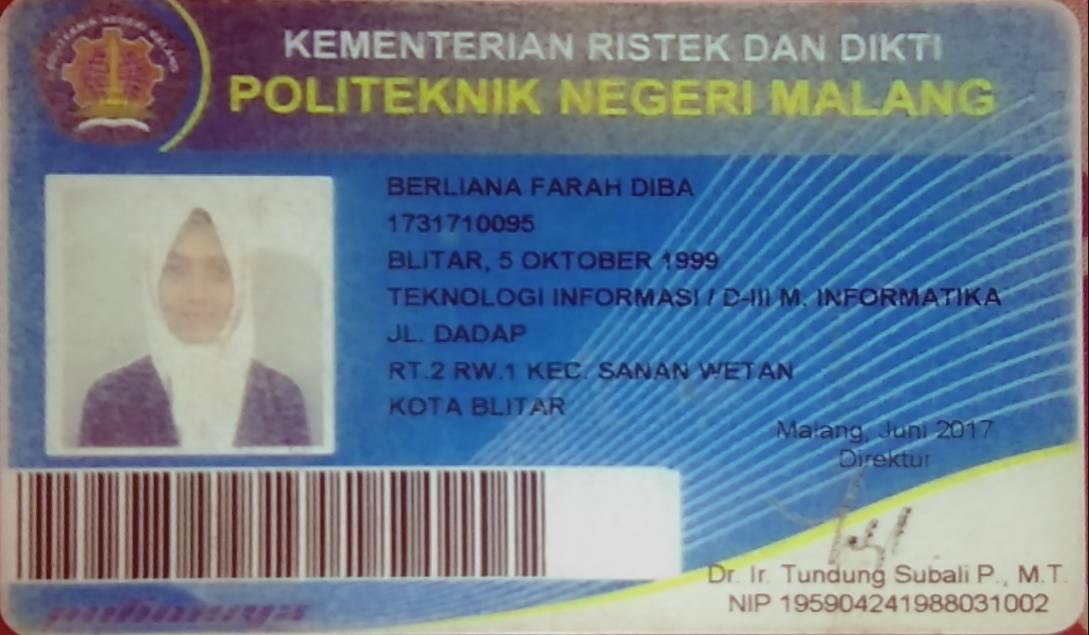 POLITEKNIK NEGERI MALANG
KEMENTERIAN RISTEK DAN DIKTI
POLITEKNIK NEGERI MALANG
BERLIANA FARAH DIBA
1731710095
BLITAR, 5 OKTOBER 1999
TEKNOLOGI INFORMASI / D-III M. INFORMATIKA
JL. DADAP
RT.2 RW.1 KEC. SANAN WETAN
KOTA BLITAR
Malang, Juni 2017
Direktur
Dr. Ir. Tundung Subali P., M.T.
NIP 195904241988031002